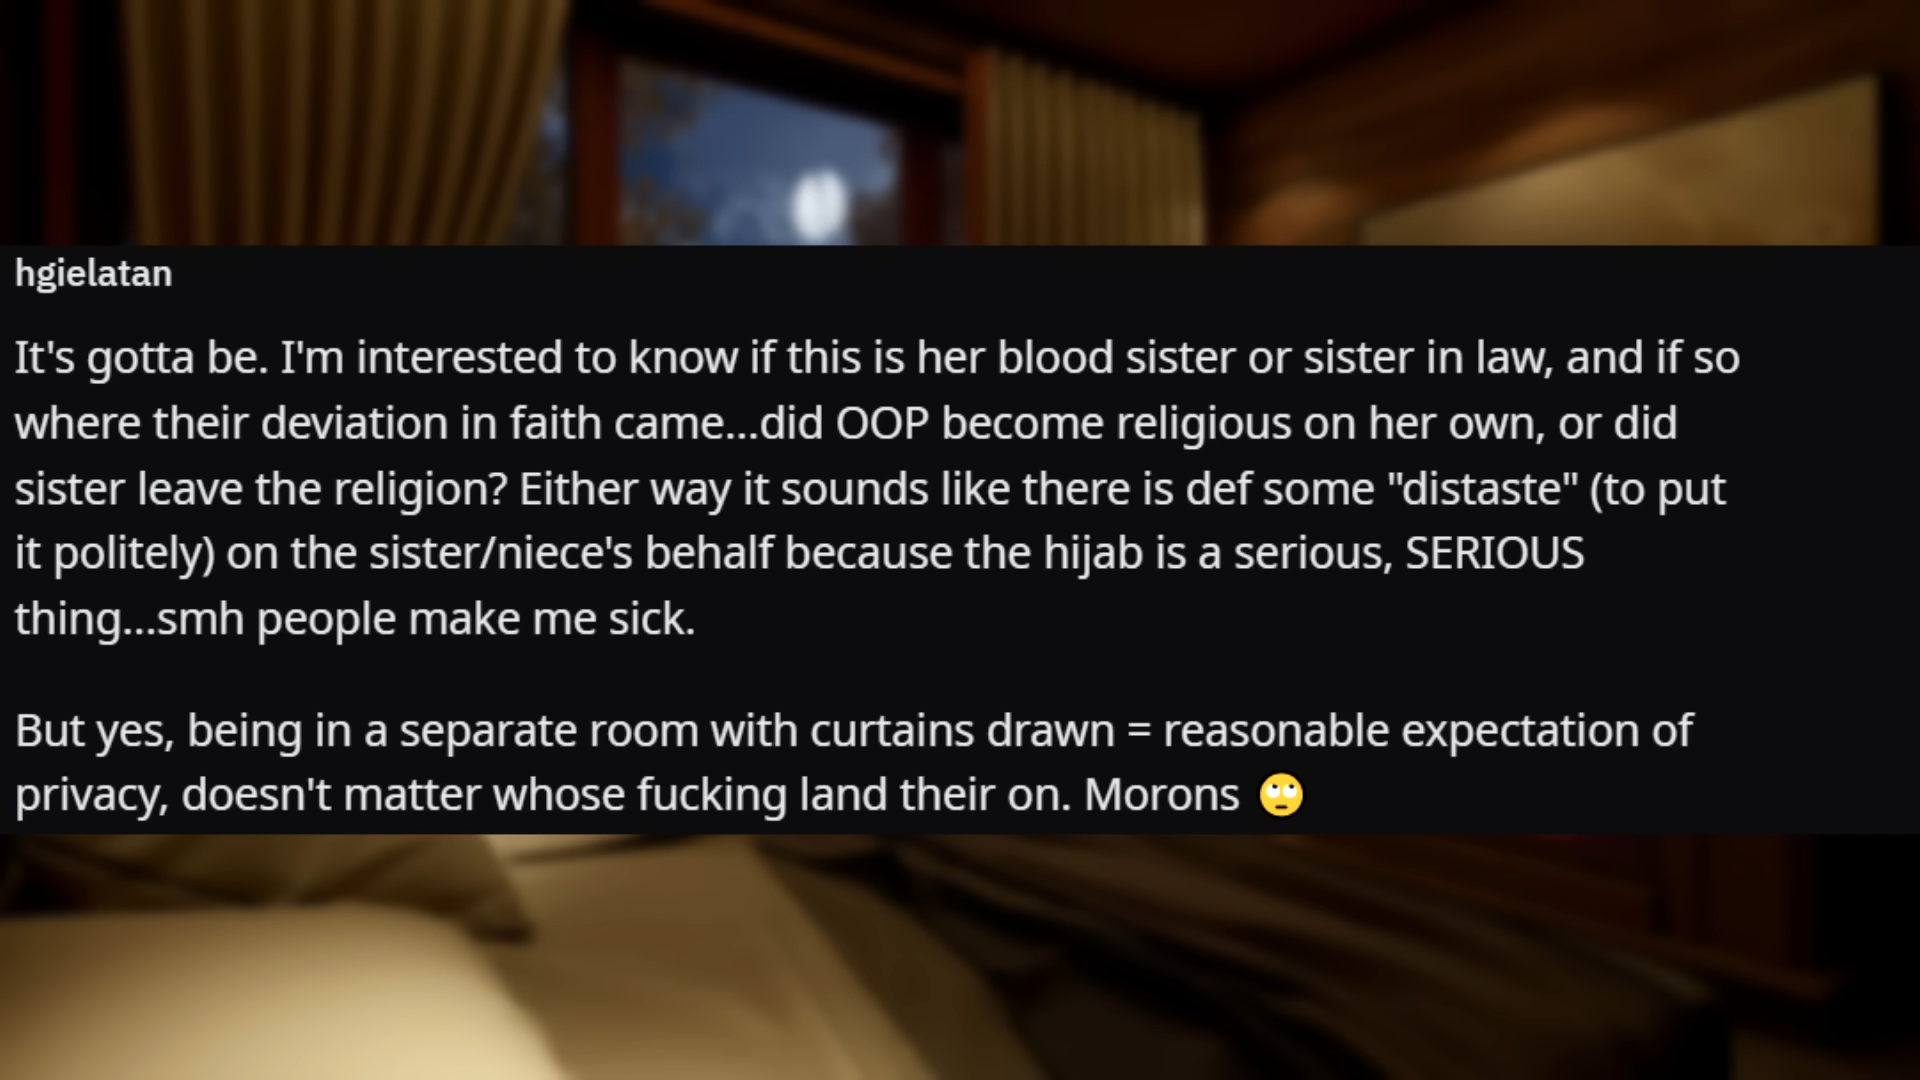 hgielatan
It's gotta be. I'm interested to know if this is her blood sister or sister in law, and if so
where their deviation in faith came...did OOP become religious on her own, or did
sister leave the religion? Either way it sounds like there is def some "distaste" (to put
it politely) on the sister/niece's behalf because the hijab is a serious, SERIOUS
thing...smh people make me sick.
But yes, being in a separate room with curtains drawn = reasonable expectation of
privacy, doesn't matter whose fucking land their on. Morons 🙄